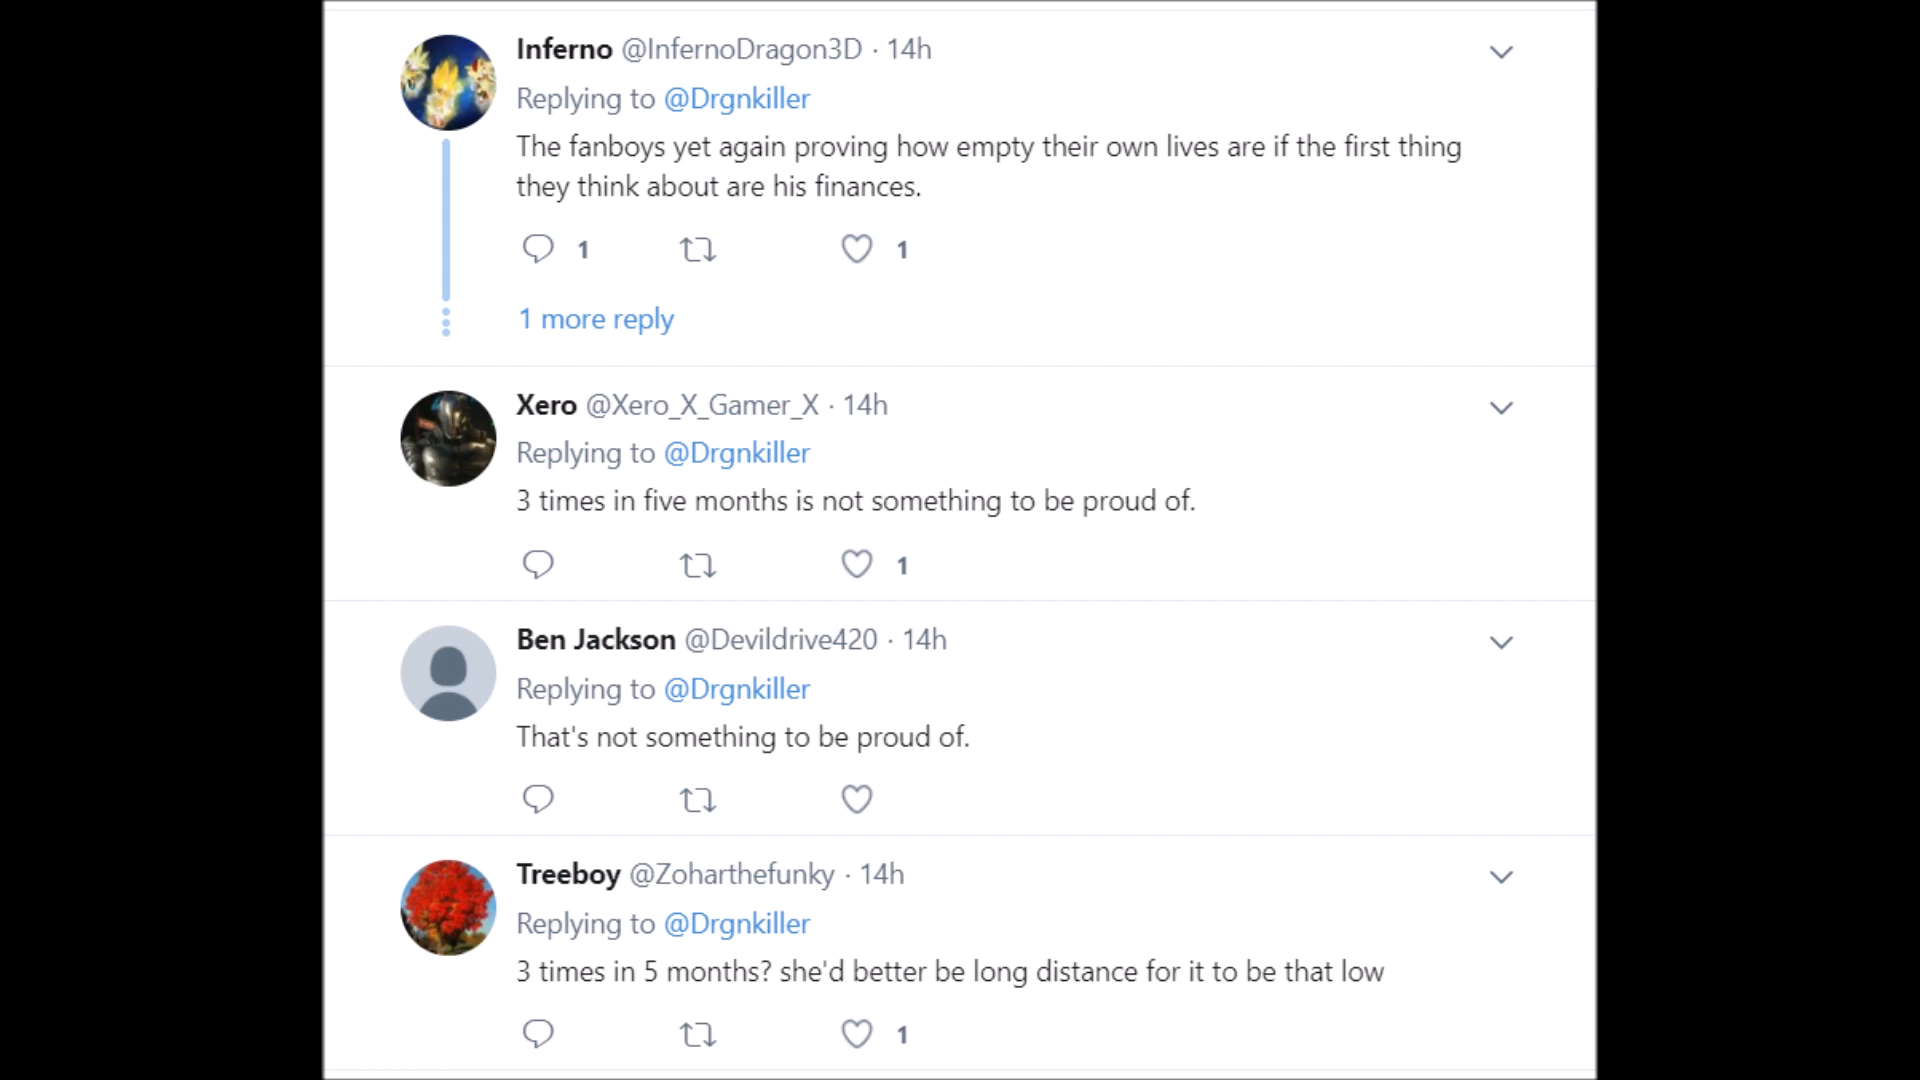 Inferno @InfernoDragon3D · 14h
Replying to @Drgnkiller
The fanboys yet again proving how empty their own lives are if the first thing
they think about are his finances.
1 1
1 more reply
Xero @Xero_X_Gamer_X · 14h
Replying to @Drgnkiller
3 times in five months is not something to be proud of.
1
Ben Jackson @Devildrive420 · 14h
Replying to @Drgnkiller
That's not something to be proud of.
Treeboy @Zoharthefunky · 14h
Replying to @Drgnkiller
3 times in 5 months? she'd better be long distance for it to be that low
1